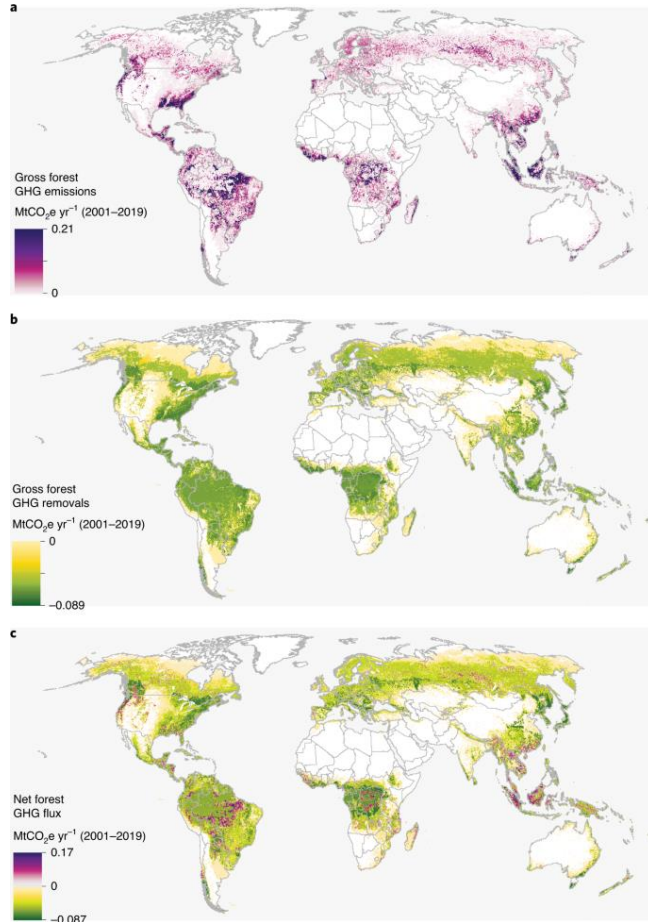 a
Gross forest
GHG emissions
MtCO₂e yr⁻¹ (2001–2019)
0.21
0
b
Gross forest
GHG removals
MtCO₂e yr⁻¹ (2001–2019)
0
−0.089
c
Net forest
GHG flux
MtCO₂e yr⁻¹ (2001–2019)
0.17
0
−0.087